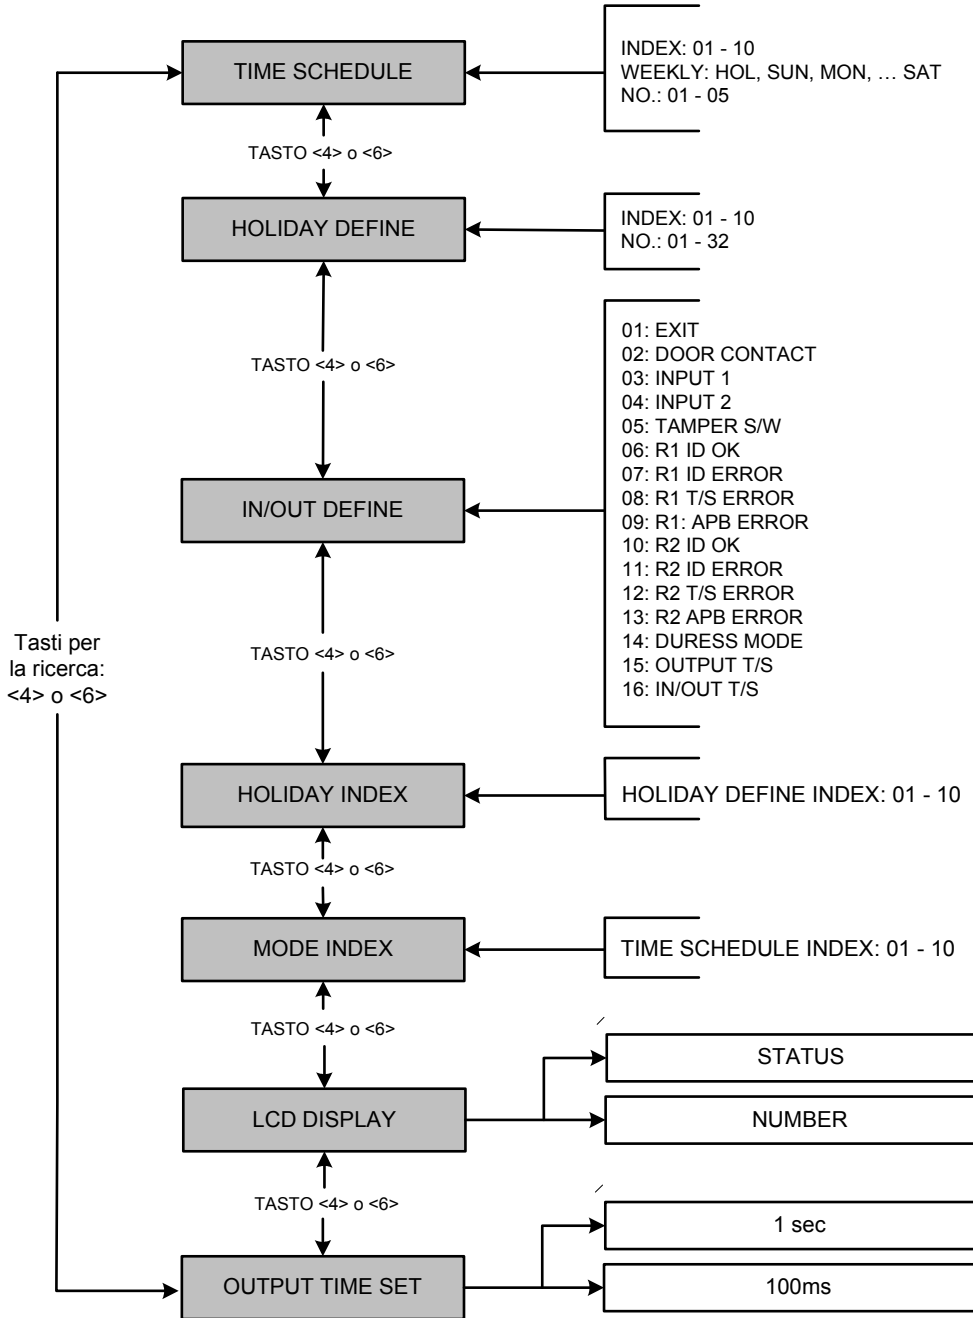 TIME SCHEDULE
INDEX: 01 - 10
WEEKLY: HOL, SUN, MON, … SAT
NO.: 01 - 05
TASTO <4> o <6>
HOLIDAY DEFINE
INDEX: 01 - 10
NO.: 01 - 32
TASTO <4> o <6>
IN/OUT DEFINE
01: EXIT
02: DOOR CONTACT
03: INPUT 1
04: INPUT 2
05: TAMPER S/W
06: R1 ID OK
07: R1 ID ERROR
08: R1 T/S ERROR
09: R1: APB ERROR
10: R2 ID OK
11: R2 ID ERROR
12: R2 T/S ERROR
13: R2 APB ERROR
14: DURESS MODE
15: OUTPUT T/S
16: IN/OUT T/S
Tasti per
la ricerca:
<4> o <6>
TASTO <4> o <6>
HOLIDAY INDEX
HOLIDAY DEFINE INDEX: 01 - 10
TASTO <4> o <6>
MODE INDEX
TIME SCHEDULE INDEX: 01 - 10
TASTO <4> o <6>
LCD DISPLAY
STATUS
NUMBER
TASTO <4> o <6>
OUTPUT TIME SET
1 sec
100ms